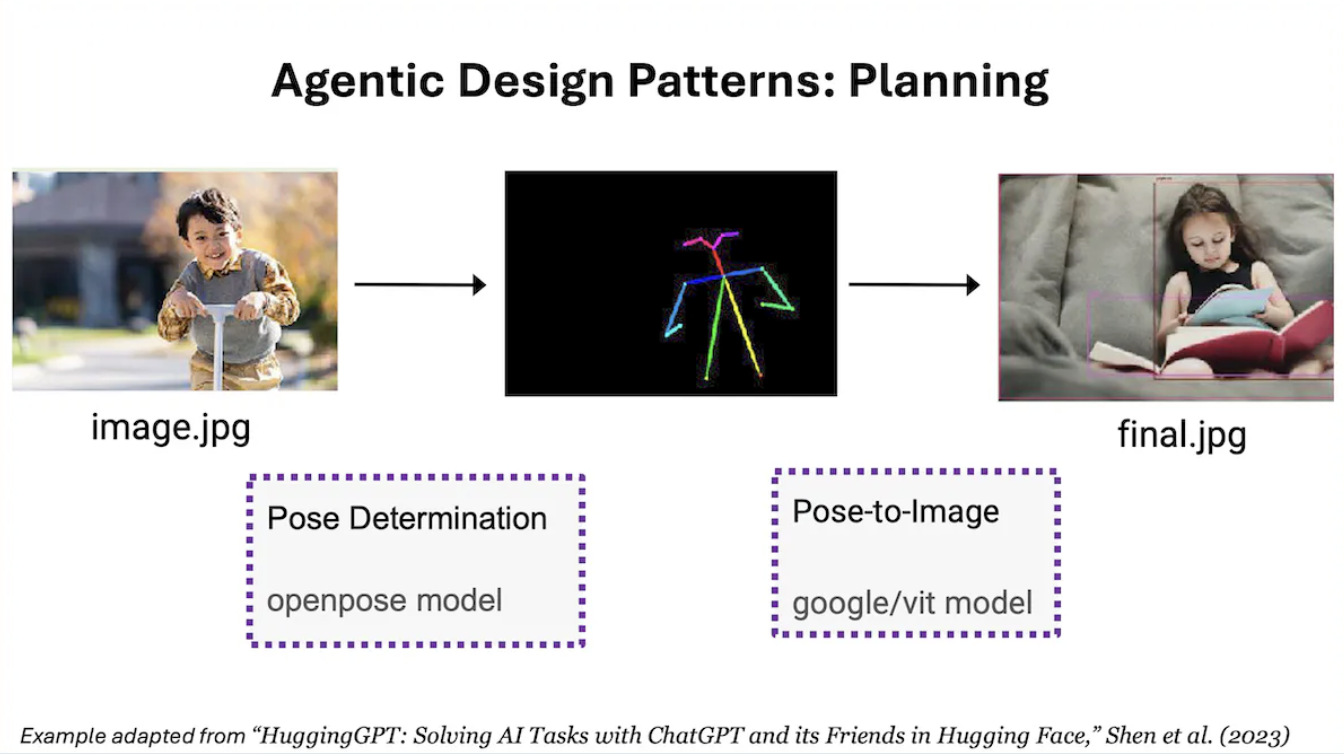 Agentic Design Patterns: Planning
image.jpg
final.jpg
Pose Determination
openpose model
Pose-to-Image
google/vit model
Example adapted from “HuggingGPT: Solving AI Tasks with ChatGPT and its Friends in Hugging Face,” Shen et al. (2023)